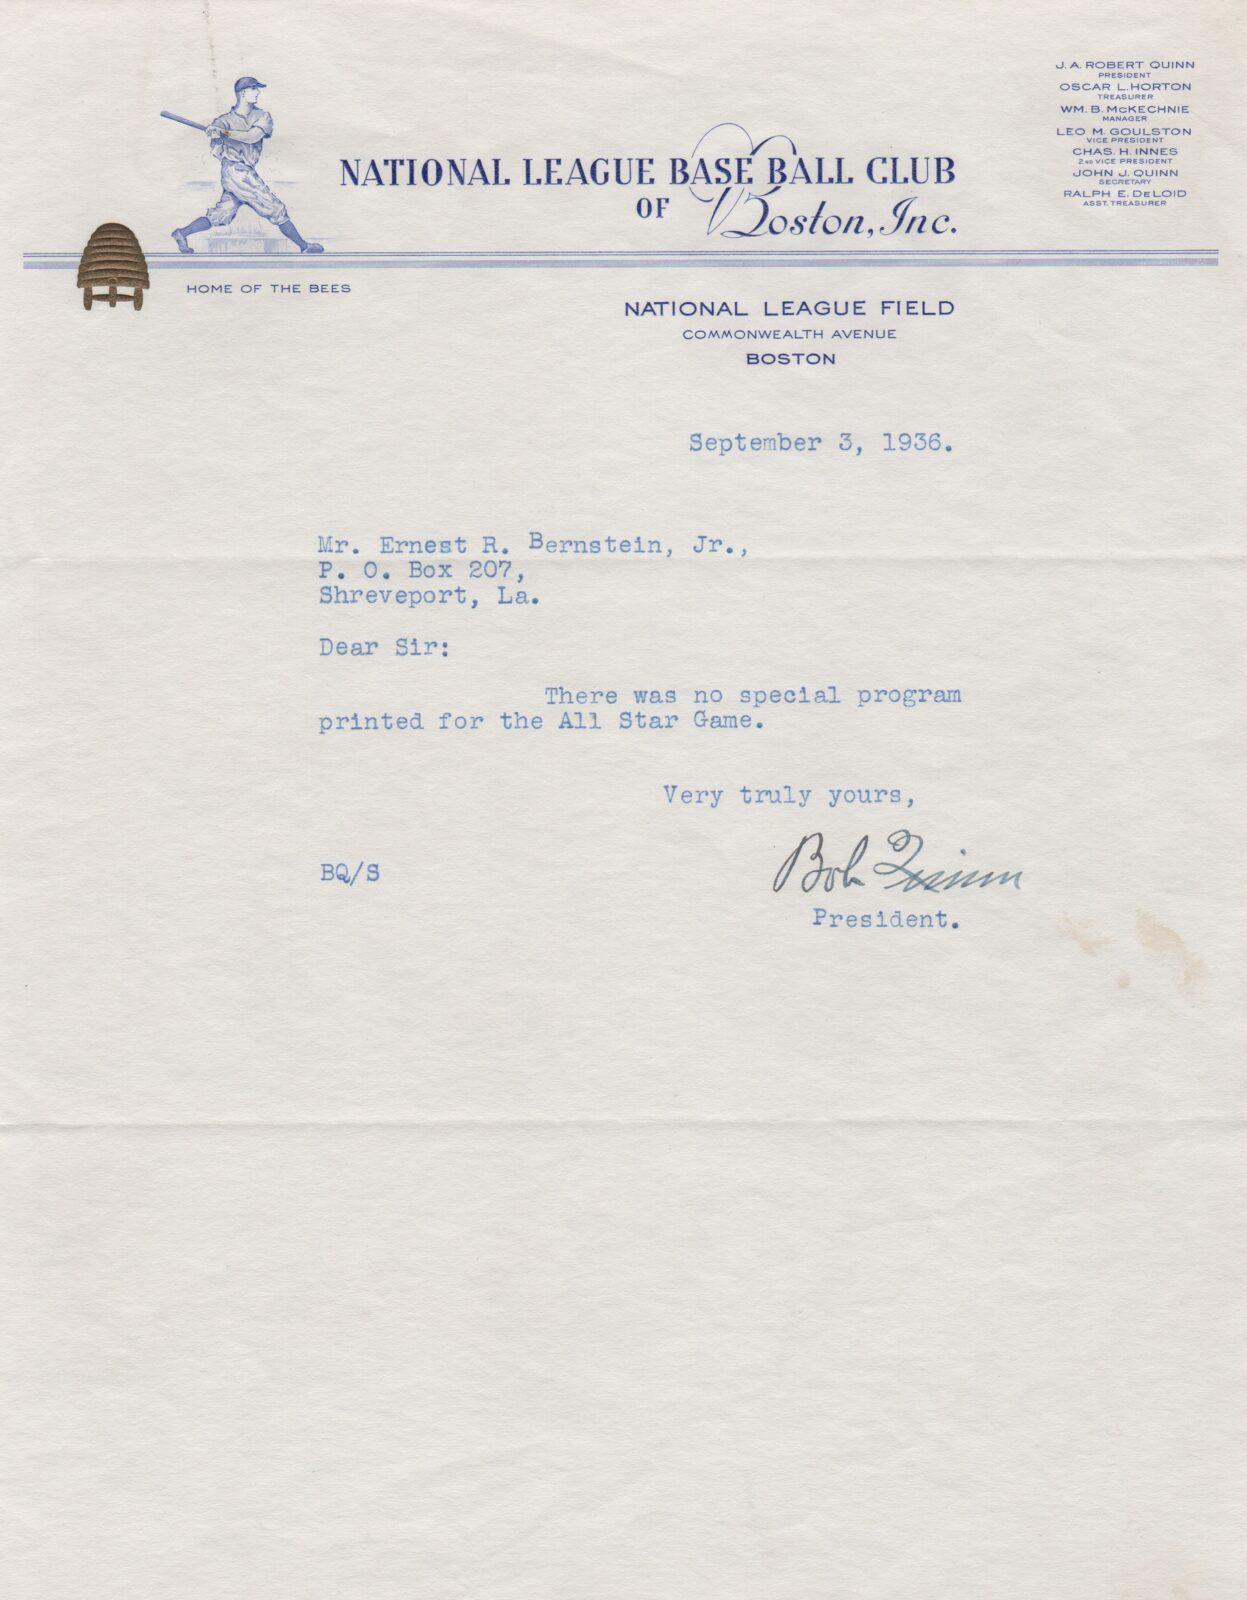 NATIONAL LEAGUE BASE BALL CLUB
OF Boston, Inc.
J. A. ROBERT QUINN
PRESIDENT
OSCAR L. HORTON
TREASURER
WM. B. McKECHNIE
MANAGER
LEO M. GOULSTON
VICE PRESIDENT
CHAS. H. INNES
2ND VICE PRESIDENT
JOHN J. QUINN
SECRETARY
RALPH E. DeLOID
ASST. TREASURER
HOME OF THE BEES
NATIONAL LEAGUE FIELD
COMMONWEALTH AVENUE
BOSTON
September 3, 1936.
Mr. Ernest R. Bernstein, Jr.,
P. O. Box 207,
Shreveport, La.
Dear Sir:
There was no special program
printed for the All Star Game.
Very truly yours,
Bob Quinn
BQ/S
President.